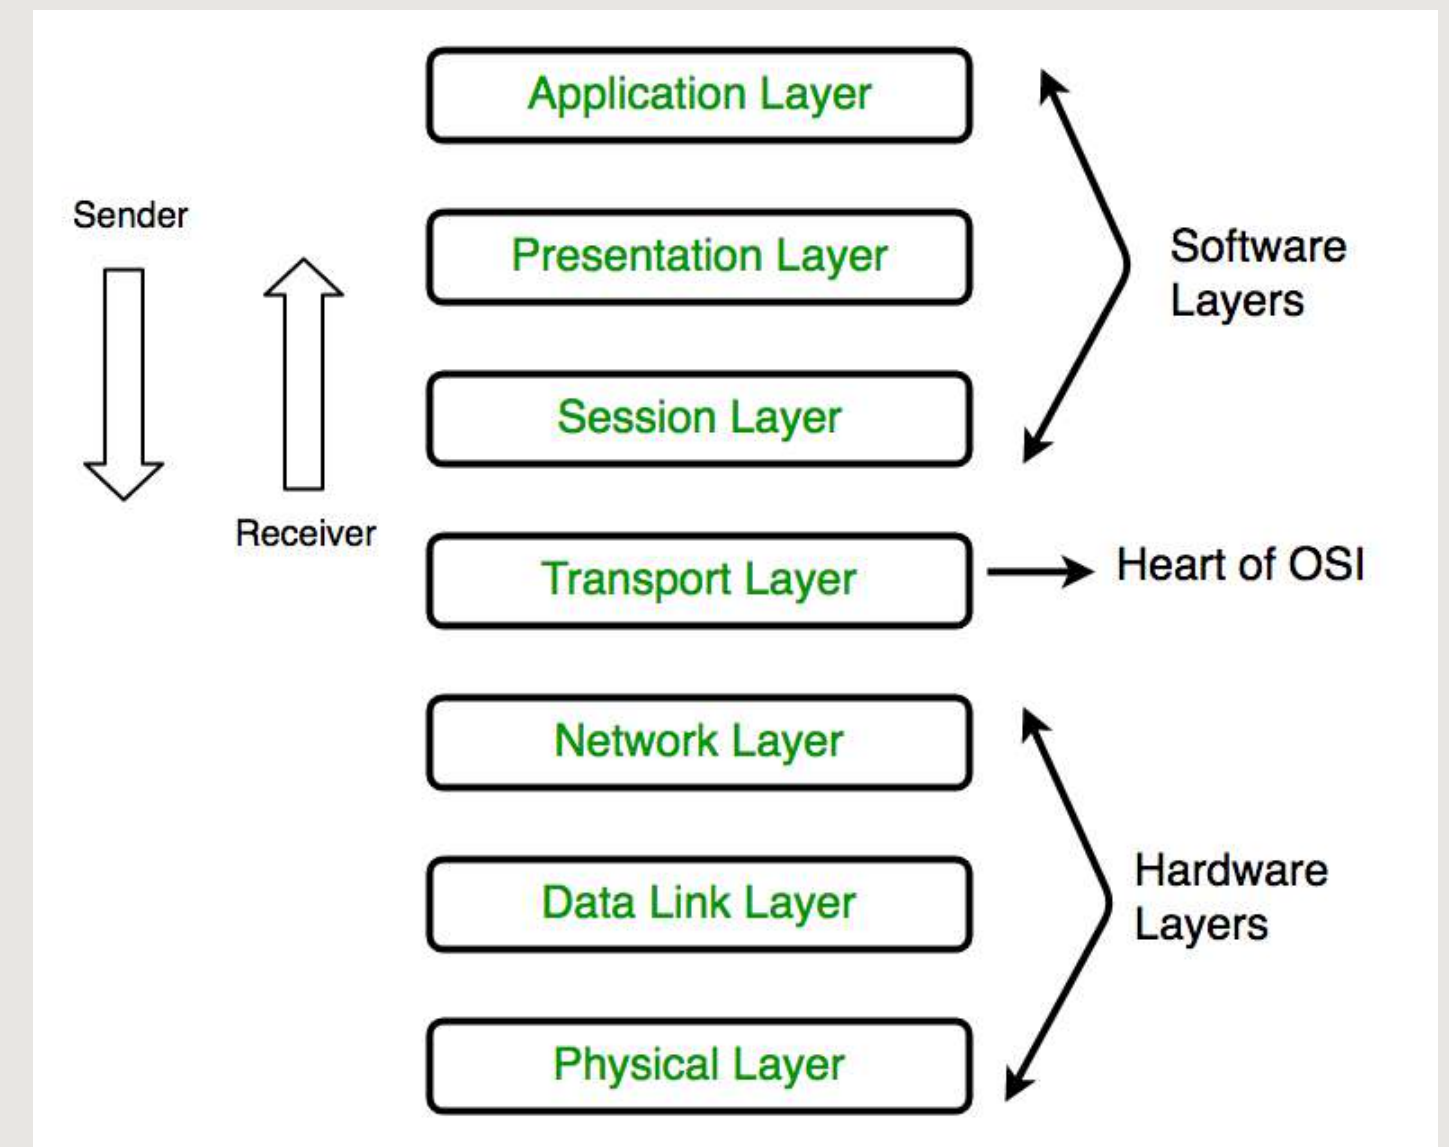 Application Layer
Sender
Presentation Layer
Software
Layers
Session Layer
Receiver
Transport Layer
Heart of OSI
Network Layer
Hardware
Layers
Data Link Layer
Physical Layer